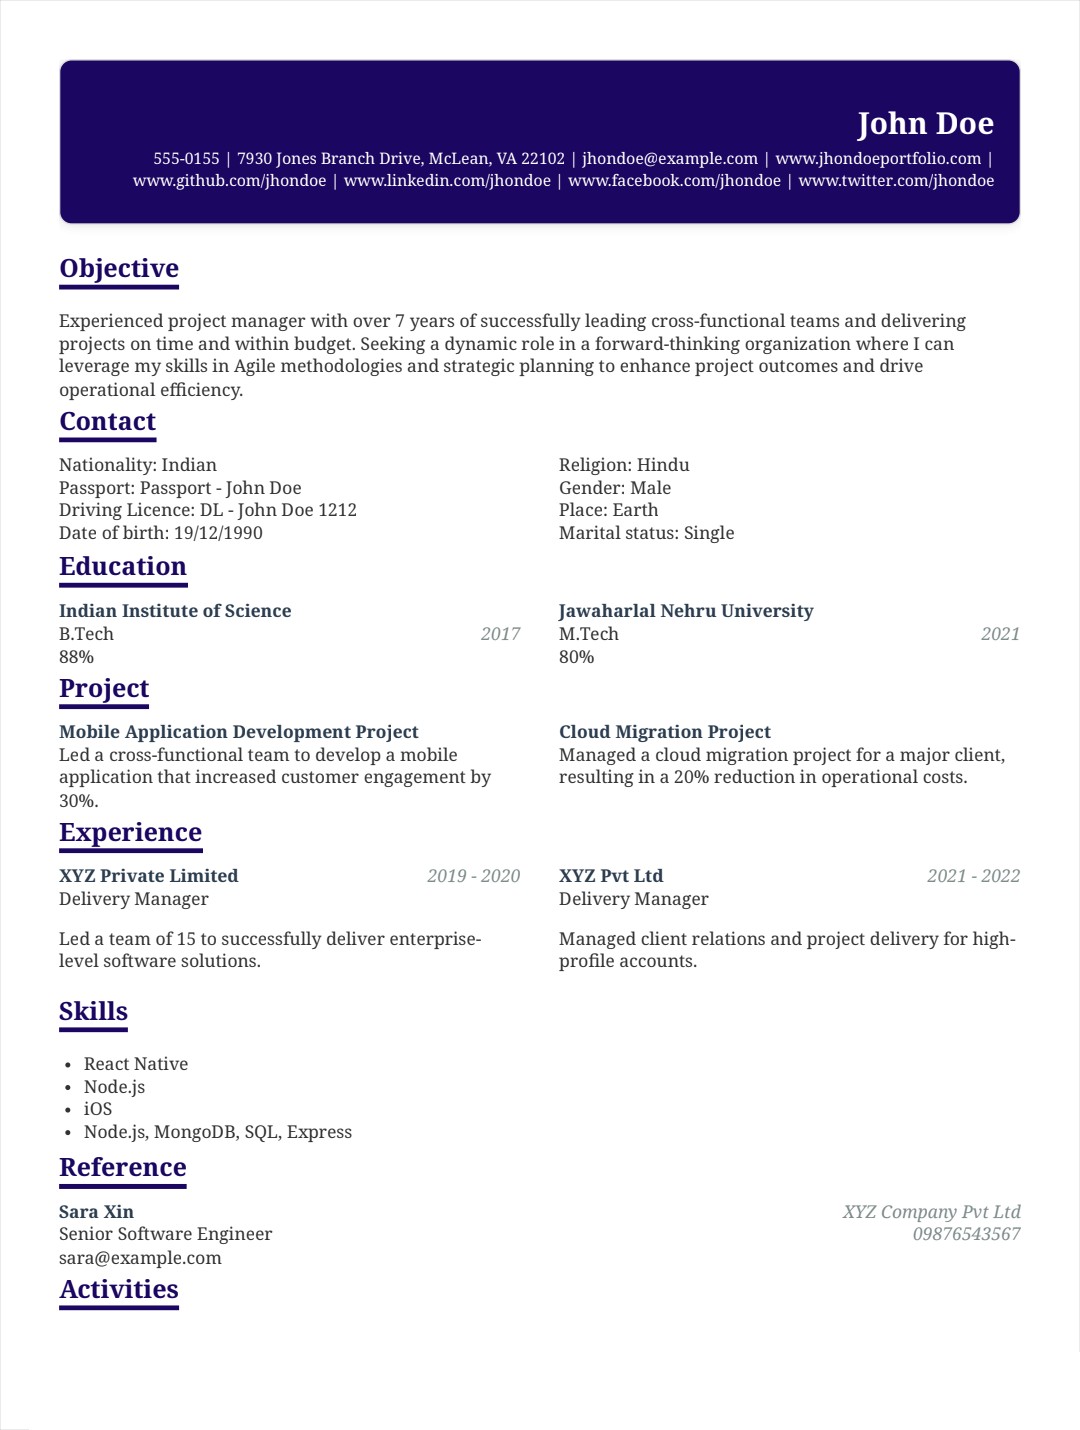 John Doe
555-0155 | 7930 Jones Branch Drive, McLean, VA 22102 | jhondoe@example.com | www.jhondoeportfolio.com |
www.github.com/jhondoe | www.linkedin.com/jhondoe | www.facebook.com/jhondoe | www.twitter.com/jhondoe
Objective
Experienced project manager with over 7 years of successfully leading cross-functional teams and delivering
projects on time and within budget. Seeking a dynamic role in a forward-thinking organization where I can
leverage my skills in Agile methodologies and strategic planning to enhance project outcomes and drive
operational efficiency.
Contact
Nationality: Indian
Passport: Passport - John Doe
Driving Licence: DL - John Doe 1212
Date of birth: 19/12/1990
Religion: Hindu
Gender: Male
Place: Earth
Marital status: Single
Education
Indian Institute of Science
B.Tech 2017
88%
Jawaharlal Nehru University
M.Tech 2021
80%
Project
Mobile Application Development Project
Led a cross-functional team to develop a mobile
application that increased customer engagement by
30%.
Cloud Migration Project
Managed a cloud migration project for a major client,
resulting in a 20% reduction in operational costs.
Experience
XYZ Private Limited 2019 - 2020
Delivery Manager
Led a team of 15 to successfully deliver enterprise-
level software solutions.
XYZ Pvt Ltd 2021 - 2022
Delivery Manager
Managed client relations and project delivery for high-
profile accounts.
Skills
• React Native
• Node.js
• iOS
• Node.js, MongoDB, SQL, Express
Reference
Sara Xin XYZ Company Pvt Ltd
Senior Software Engineer 09876543567
sara@example.com
Activities